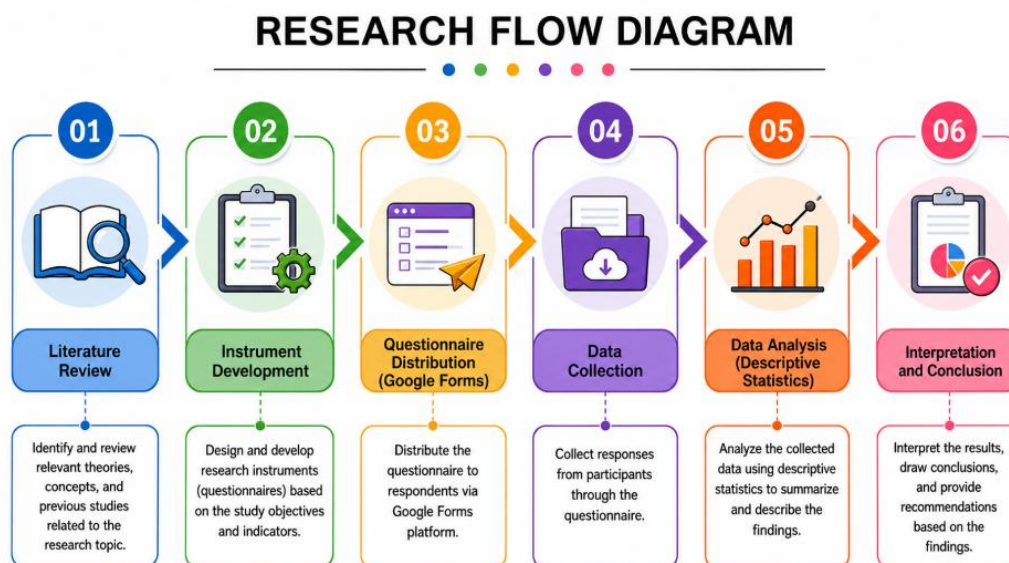 RESEARCH FLOW DIAGRAM
01
Literature
Review
Identify and review
relevant theories,
concepts, and
previous studies
related to the
research topic.
02
Instrument
Development
Design and develop
research instruments
(questionnaires) based
on the study objectives
and indicators.
03
Questionnaire
Distribution
(Google Forms)
Distribute the
questionnaire to
respondents via
Google Forms
platform.
04
Data
Collection
Collect responses
from participants
through the
questionnaire.
05
Data Analysis
(Descriptive
Statistics)
Analyze the collected
data using descriptive
statistics to summarize
and describe the
findings.
06
Interpretation
and Conclusion
Interpret the results,
draw conclusions,
and provide
recommendations
based on the
findings.